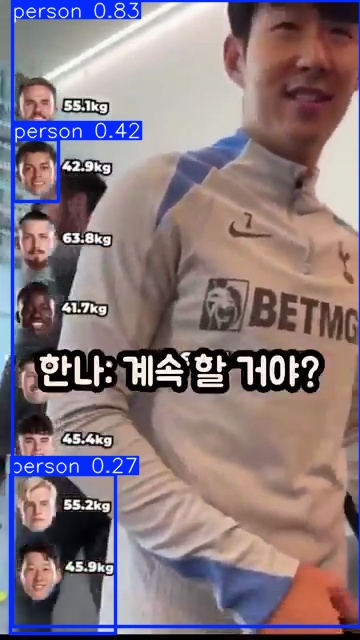 person 0.83
55.1kg
person 0.42
42.9kg
63.8kg
7
BETMG
41.7kg
한나: 계속 할 거야?
45.4kg
person 0.27
55.2kg
45.9kg